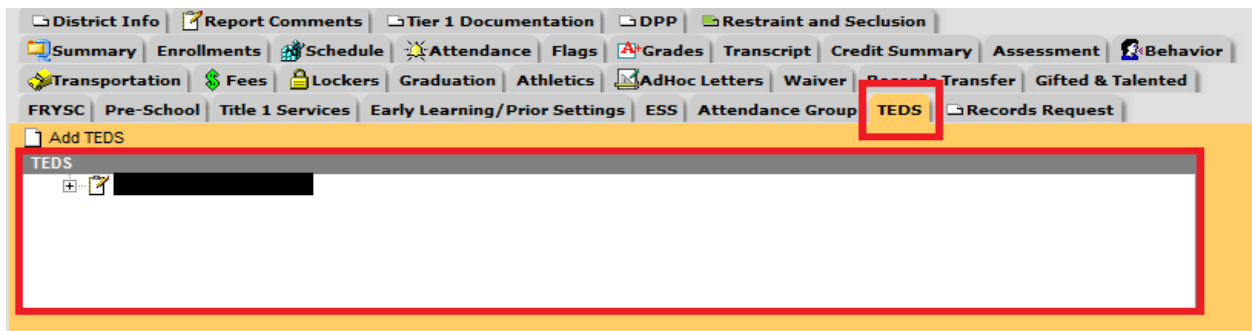 District Info Report Comments Tier 1 Documentation DPP Restraint and Seclusion
Summary Enrollments Schedule Attendance Flags A+ Grades Transcript Credit Summary Assessment Behavior
Transportation $ Fees Lockers Graduation Athletics AdHoc Letters Waiver Records Transfer Gifted & Talented
FRYSC Pre-School Title 1 Services Early Learning/Prior Settings ESS Attendance Group TEDS Records Request
Add TEDS
TEDS